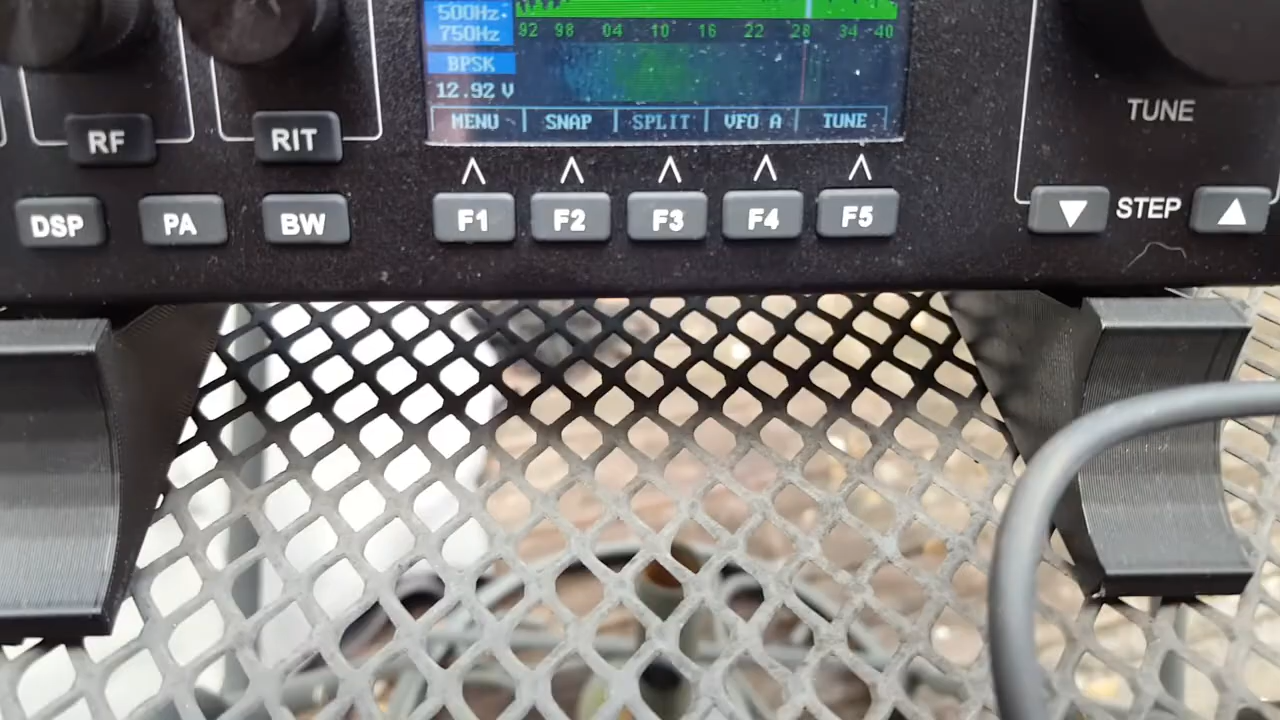 500Hz
750Hz
92 98 04 10 16 22 28 34 40
BPSK
12.92 V
MENU SNAP SPLIT VFO A TUNE
TUNE
RF RIT
DSP PA BW F1 F2 F3 F4 F5 STEP